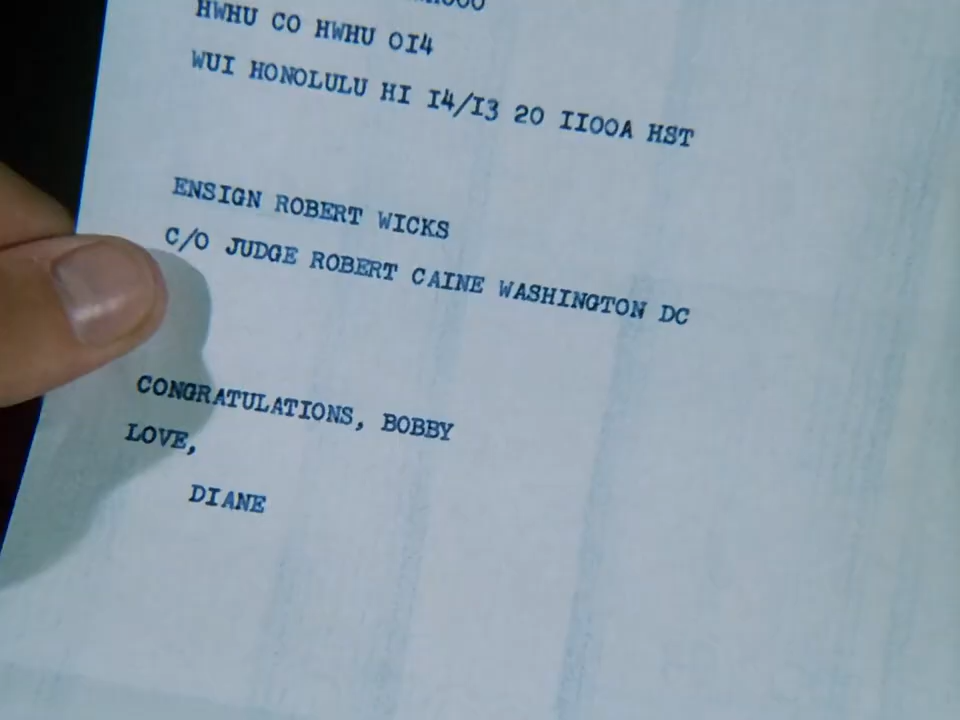 HWHU CO HWHU OI4
WUI HONOLULU HI I4/I3 20 IIOOA HST
ENSIGN ROBERT WICKS
C/O JUDGE ROBERT CAINE WASHINGTON DC
CONGRATULATIONS, BOBBY
LOVE,
DIANE